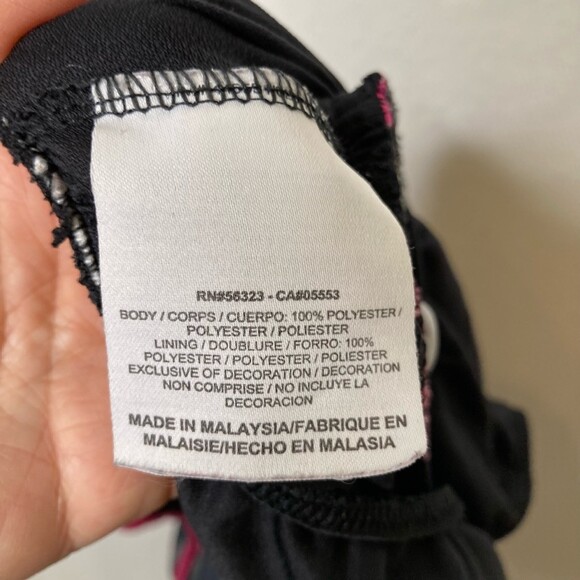 RN#56323 - CA#05553
BODY / CORPS / CUERPO: 100% POLYESTER /
POLYESTER / POLIESTER
LINING / DOUBLURE / FORRO: 100%
POLYESTER / POLYESTER / POLIESTER
EXCLUSIVE OF DECORATION / DECORATION
NON COMPRISE / NO INCLUYE LA
DECORACION
MADE IN MALAYSIA/FABRIQUE EN
MALAISIE/HECHO EN MALASIA